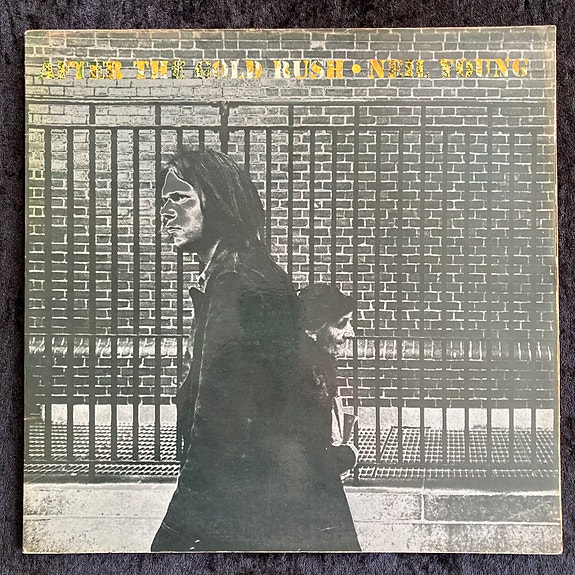 AFTER THE GOLD RUSH • NEIL YOUNG